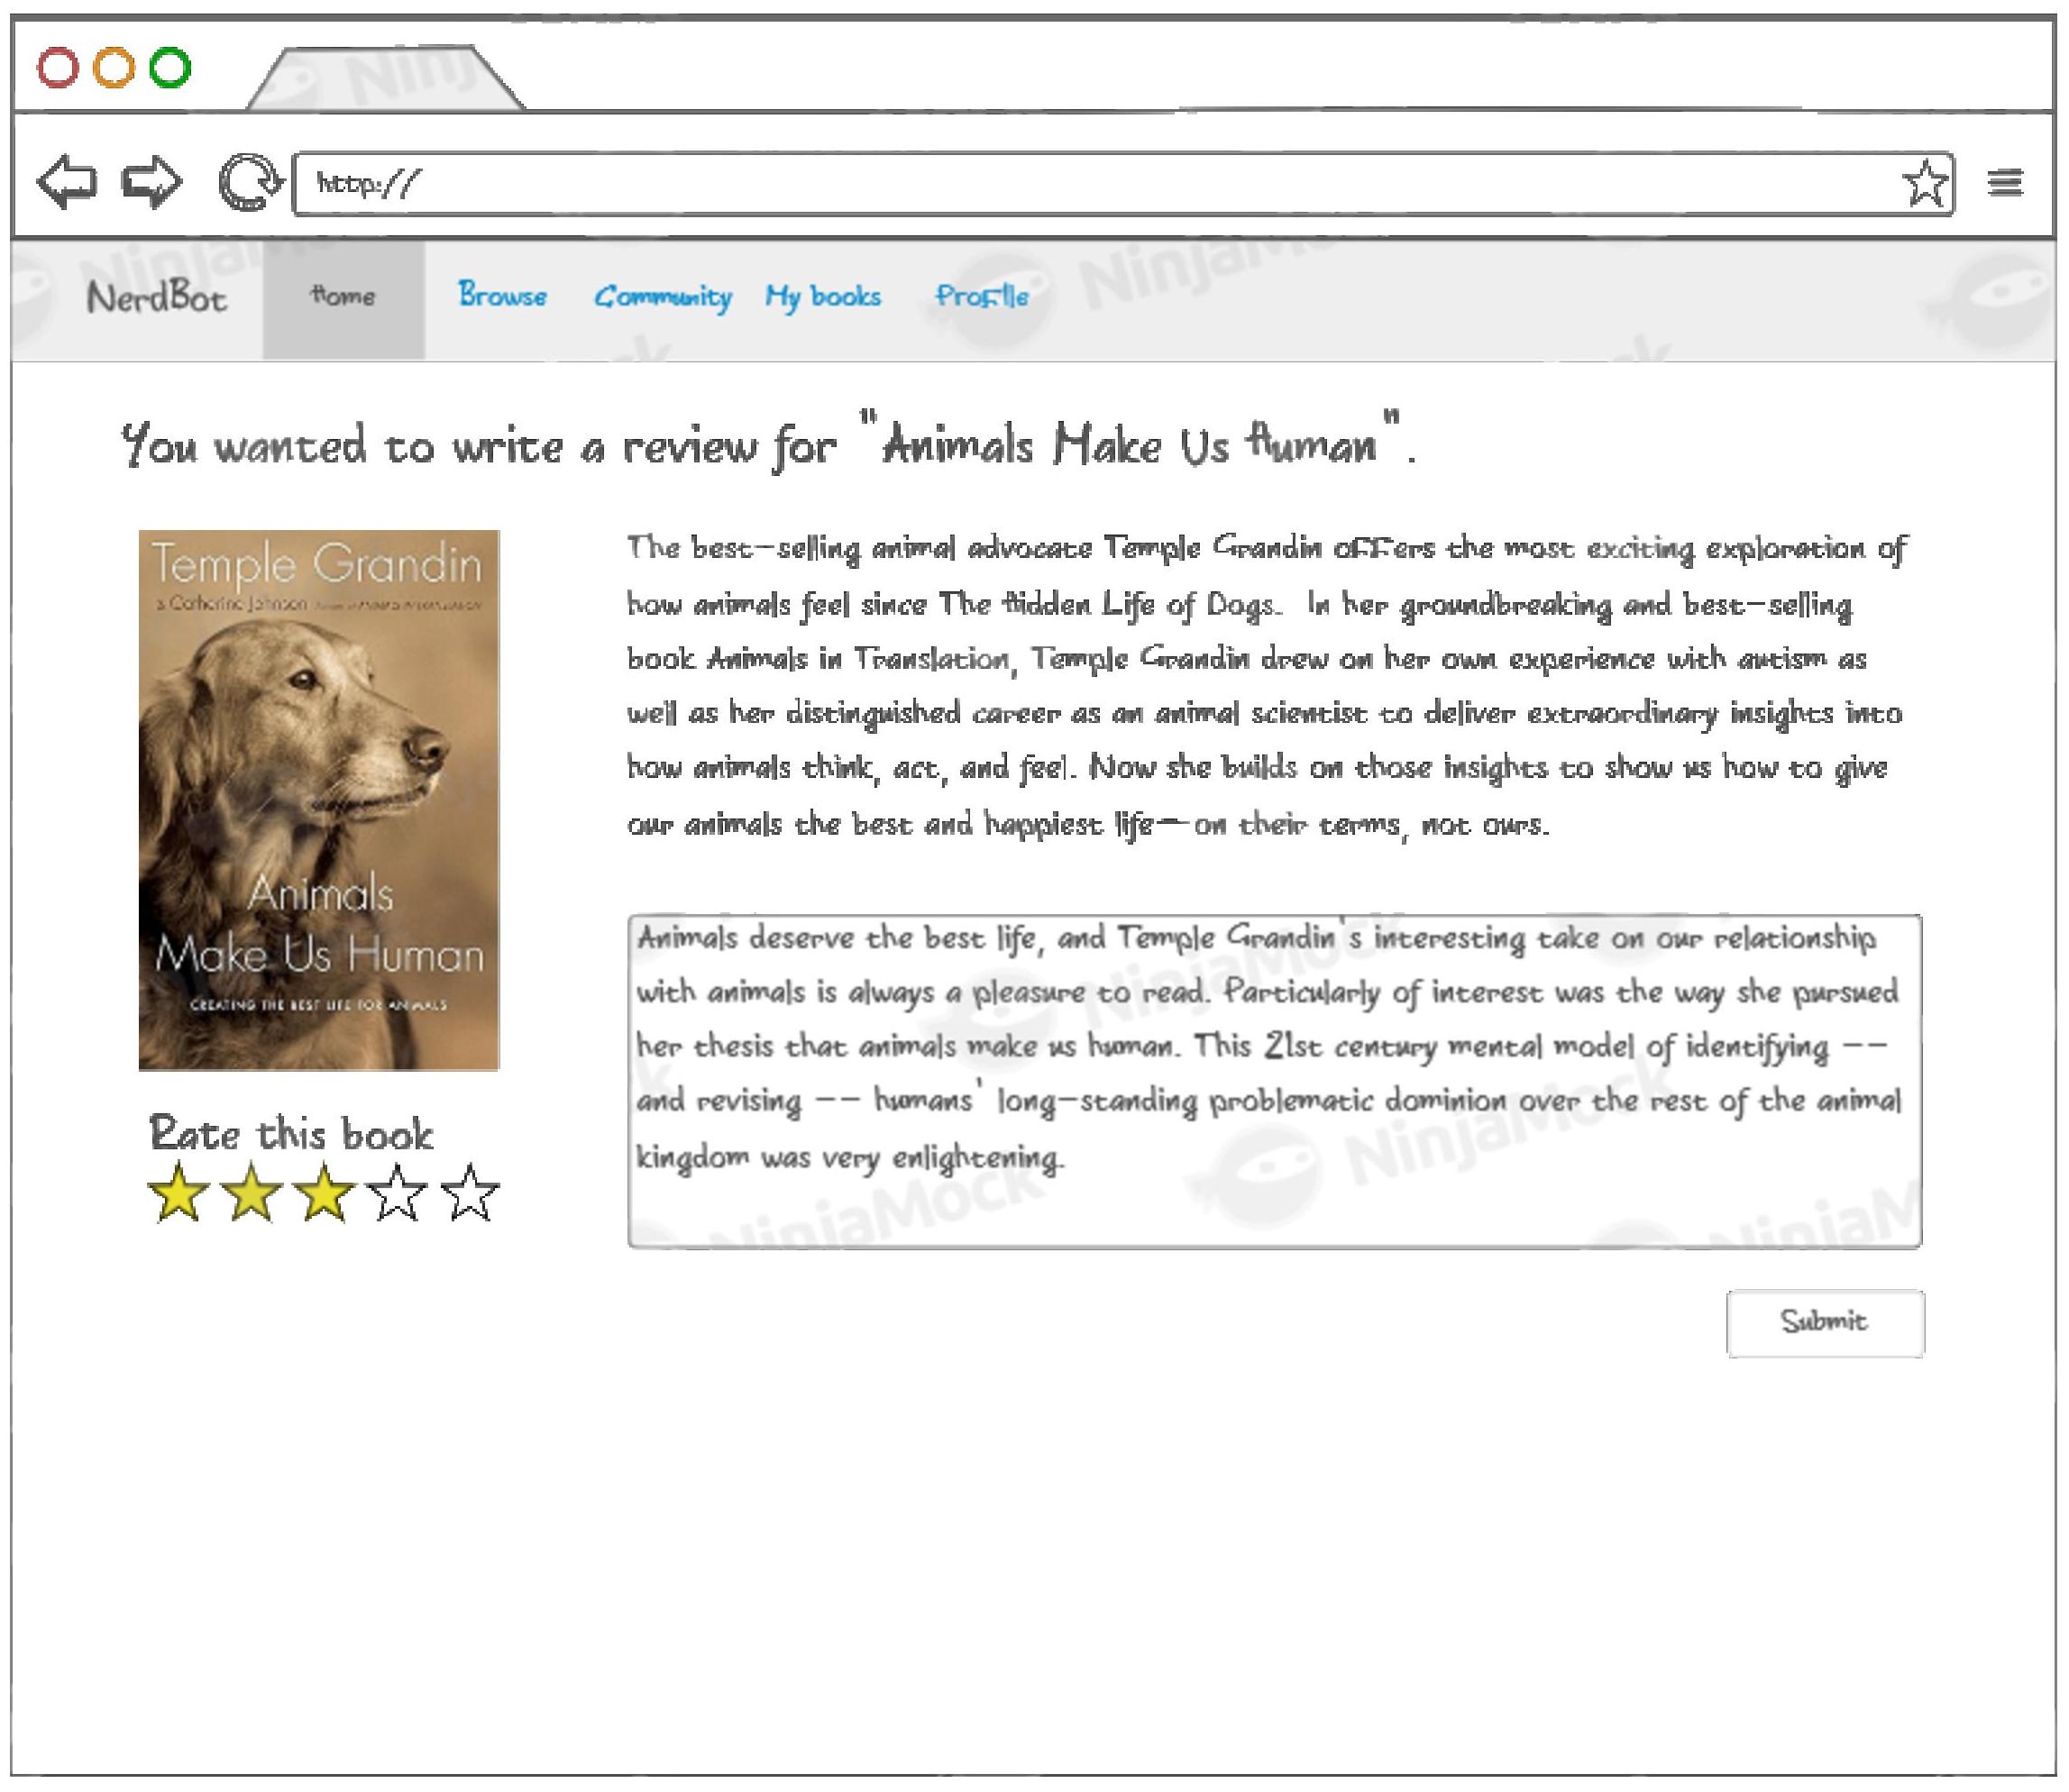 http://
NerdBot Home Browse Community My books Profile
You wanted to write a review for "Animals Make Us Human".
Temple Grandin
& Catherine Johnson
Animals
Make Us Human
CREATING THE BEST LIFE FOR ANIMALS
Rate this book
The best-selling animal advocate Temple Grandin offers the most exciting exploration of
how animals feel since The Hidden Life of Dogs. In her groundbreaking and best-selling
book Animals in Translation, Temple Grandin drew on her own experience with autism as
well as her distinguished career as an animal scientist to deliver extraordinary insights into
how animals think, act, and feel. Now she builds on those insights to show us how to give
our animals the best and happiest life—on their terms, not ours.
Animals deserve the best life, and Temple Grandin's interesting take on our relationship
with animals is always a pleasure to read. Particularly of interest was the way she pursued
her thesis that animals make us human. This 21st century mental model of identifying --
and revising -- humans' long-standing problematic dominion over the rest of the animal
kingdom was very enlightening.
Submit
NinjaMock